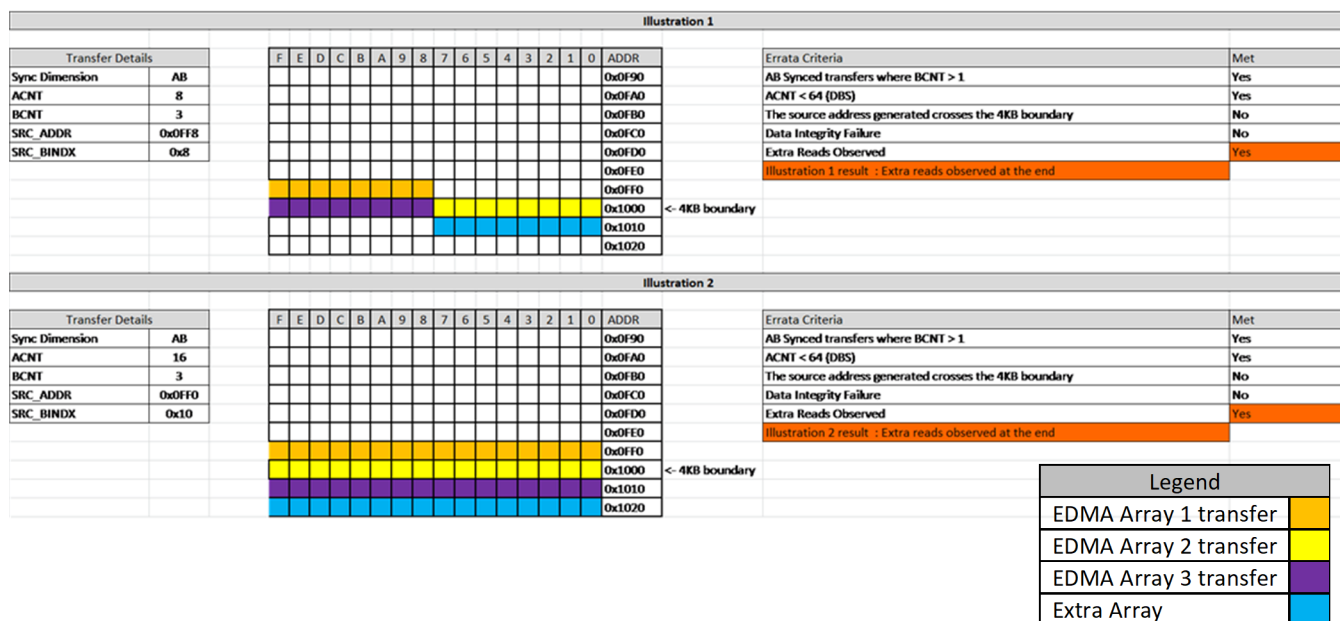 Illustration 1
Transfer Details F E D C B A 9 8 7 6 5 4 3 2 1 0 ADDR Errata Criteria Met
Sync Dimension AB 0x0F90 AB Synced transfers where BCNT > 1 Yes
ACNT 8 0x0FA0 ACNT < 64 (DBS) Yes
BCNT 3 0x0FB0 The source address generated crosses the 4KB boundary No
SRC_ADDR 0x0FF8 0x0FC0 Data Integrity Failure No
SRC_BINDX 0x8 0x0FD0 Extra Reads Observed Yes
0x0FE0 Illustration 1 result : Extra reads observed at the end
0x0FF0
0x1000 <- 4KB boundary
0x1010
0x1020
Illustration 2
Transfer Details F E D C B A 9 8 7 6 5 4 3 2 1 0 ADDR Errata Criteria Met
Sync Dimension AB 0x0F90 AB Synced transfers where BCNT > 1 Yes
ACNT 16 0x0FA0 ACNT < 64 (DBS) Yes
BCNT 3 0x0FB0 The source address generated crosses the 4KB boundary No
SRC_ADDR 0x0FF0 0x0FC0 Data Integrity Failure No
SRC_BINDX 0x10 0x0FD0 Extra Reads Observed Yes
0x0FE0 Illustration 2 result : Extra reads observed at the end
0x0FF0
0x1000 <- 4KB boundary
0x1010
0x1020
Legend
EDMA Array 1 transfer
EDMA Array 2 transfer
EDMA Array 3 transfer
Extra Array